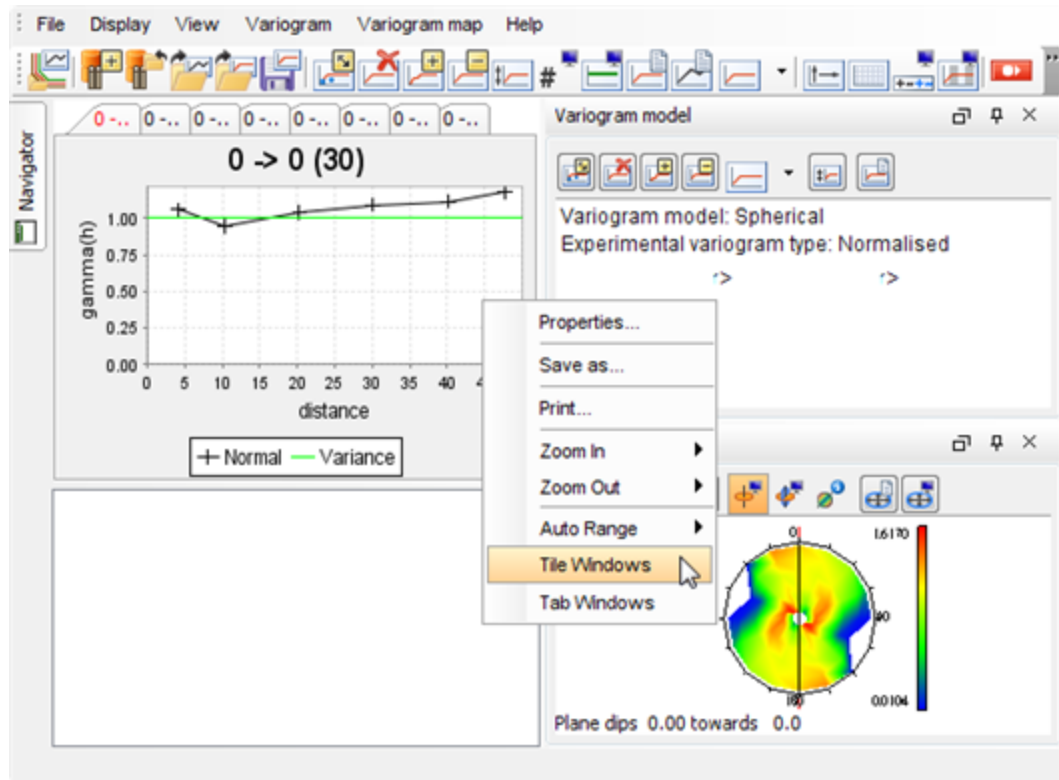 File Display View Variogram Variogram map Help
#
Navigator
0 -.. 0 -.. 0 -.. 0 -.. 0 -.. 0 -.. 0 -.. 0 -..
0 -> 0 (30)
gamma(h)
1.00
0.75
0.50
0.25
0.00
0 5 10 15 20 25 30 35 40
distance
Normal Variance
Variogram model
Variogram model: Spherical
Experimental variogram type: Normalised
Properties...
Save as...
Print...
Zoom In
Zoom Out
Auto Range
Tile Windows
Tab Windows
0
90
180
1.6170
0.0104
Plane dips 0.00 towards 0.0